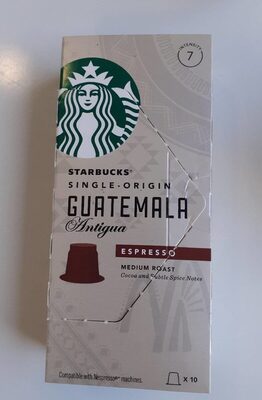 INTENSITY
7
STARBUCKS®
SINGLE-ORIGIN
GUATEMALA
Antigua
ESPRESSO
MEDIUM ROAST
Cocoa and Subtle Spice Notes
Compatible with Nespresso® machines.
X 10